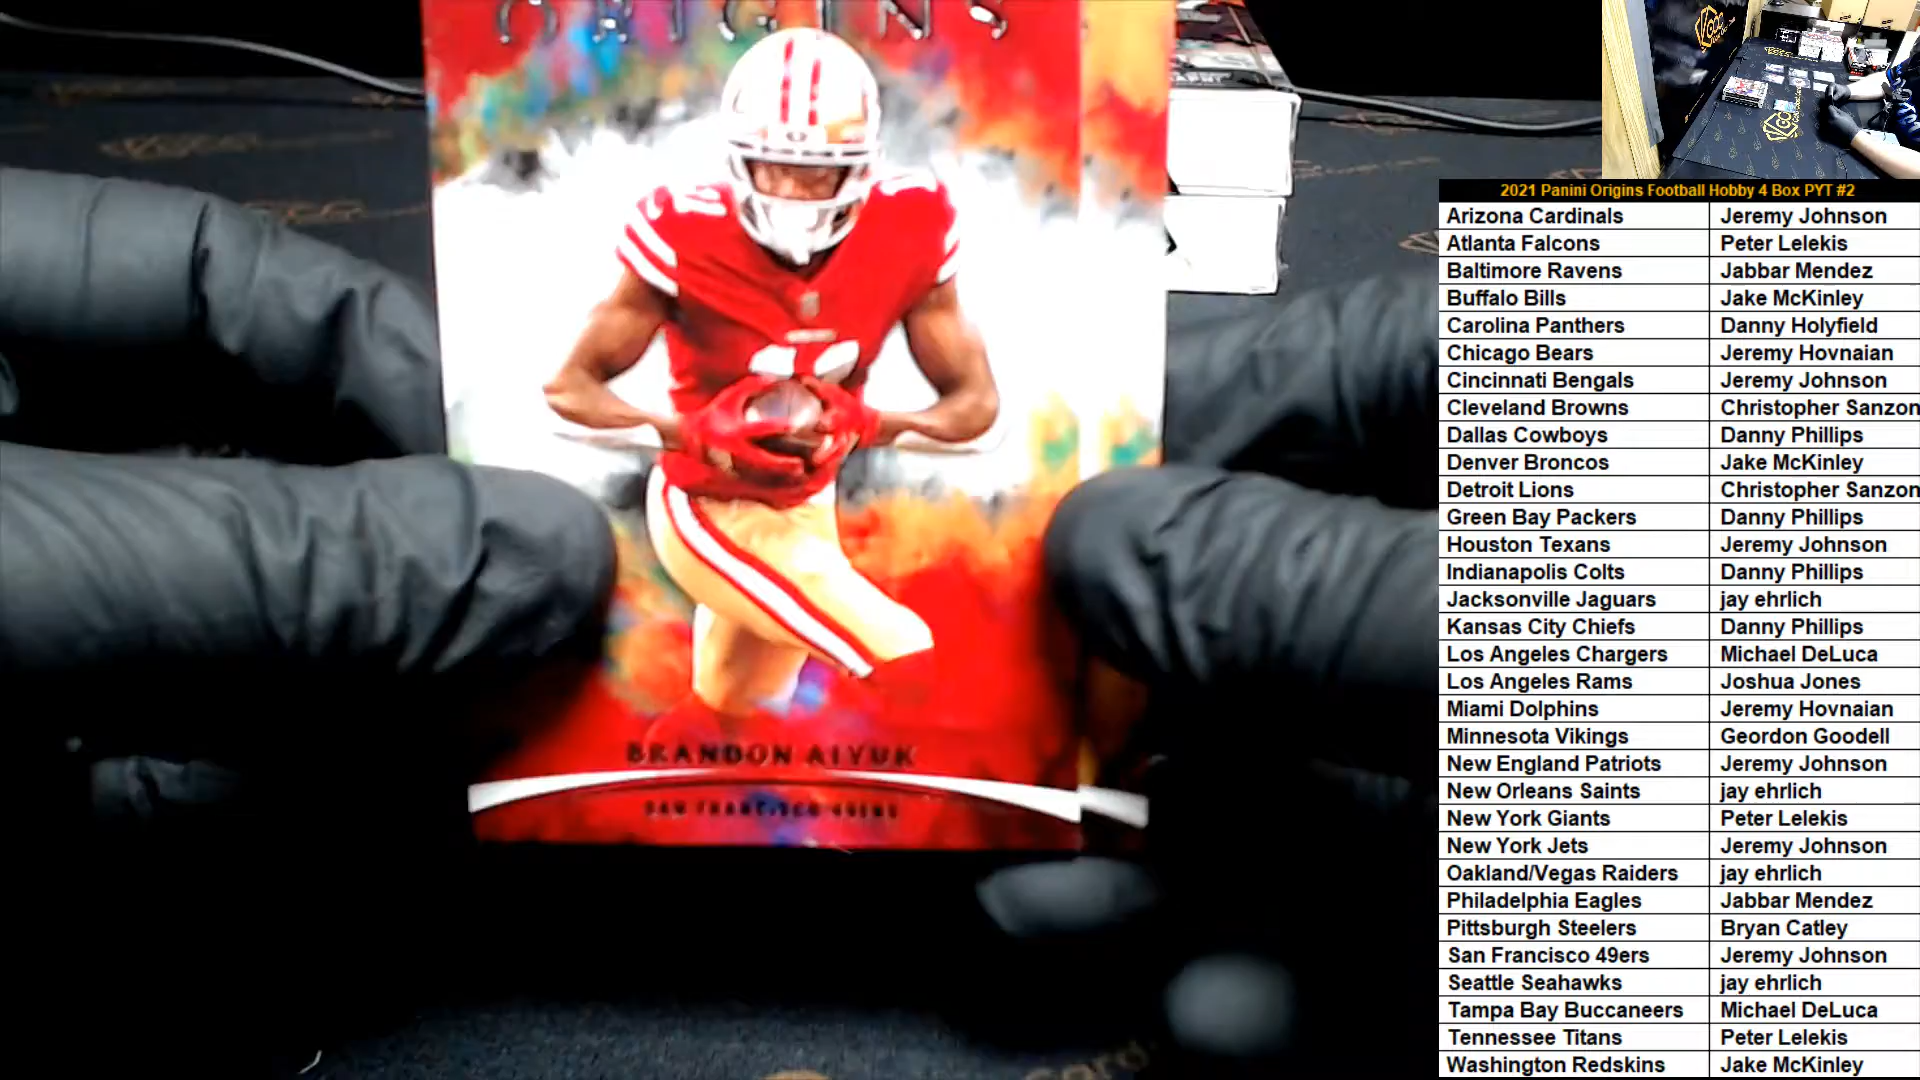 ORIGINS
11
BRANDON AIYUK
SAN FRANCISCO 49ERS
2021 Panini Origins Football Hobby 4 Box PYT #2
Arizona Cardinals Jeremy Johnson
Atlanta Falcons Peter Lelekis
Baltimore Ravens Jabbar Mendez
Buffalo Bills Jake McKinley
Carolina Panthers Danny Holyfield
Chicago Bears Jeremy Hovnaian
Cincinnati Bengals Jeremy Johnson
Cleveland Browns Christopher Sanzon
Dallas Cowboys Danny Phillips
Denver Broncos Jake McKinley
Detroit Lions Christopher Sanzon
Green Bay Packers Danny Phillips
Houston Texans Jeremy Johnson
Indianapolis Colts Danny Phillips
Jacksonville Jaguars jay ehrlich
Kansas City Chiefs Danny Phillips
Los Angeles Chargers Michael DeLuca
Los Angeles Rams Joshua Jones
Miami Dolphins Jeremy Hovnaian
Minnesota Vikings Geordon Goodell
New England Patriots Jeremy Johnson
New Orleans Saints jay ehrlich
New York Giants Peter Lelekis
New York Jets Jeremy Johnson
Oakland/Vegas Raiders jay ehrlich
Philadelphia Eagles Jabbar Mendez
Pittsburgh Steelers Bryan Catley
San Francisco 49ers Jeremy Johnson
Seattle Seahawks jay ehrlich
Tampa Bay Buccaneers Michael DeLuca
Tennessee Titans Peter Lelekis
Washington Redskins Jake McKinley